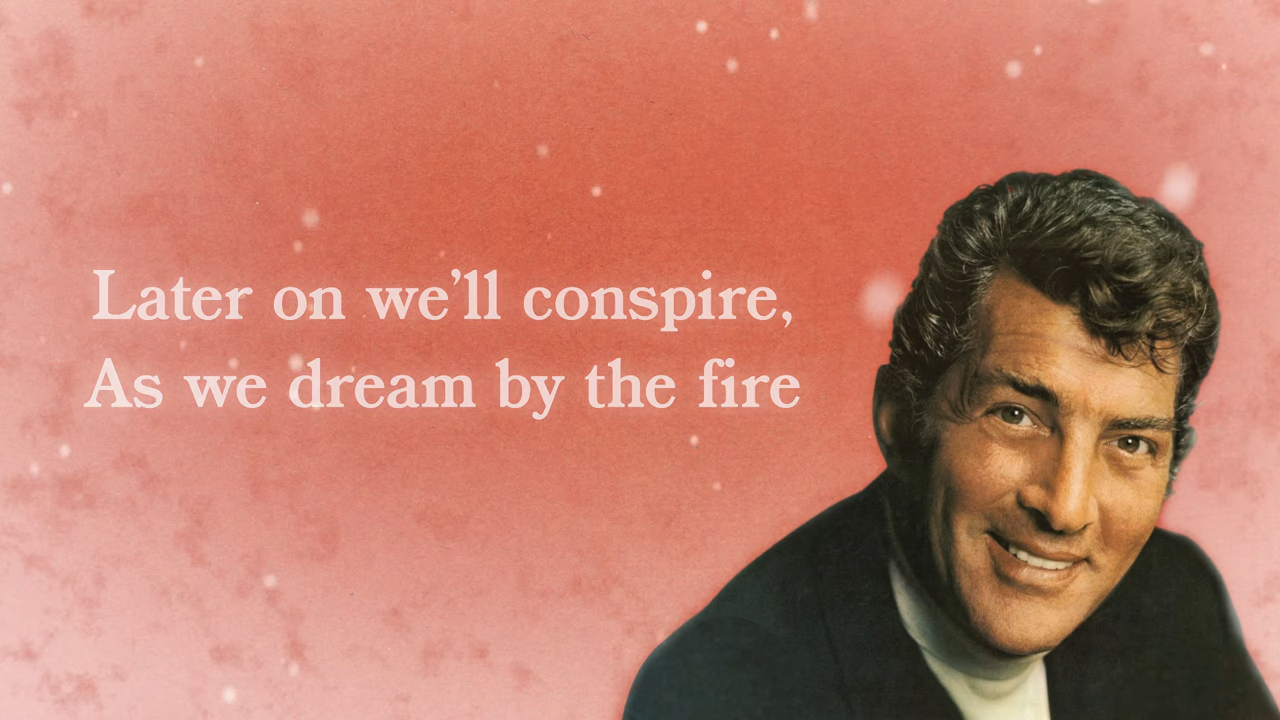 Later on we’ll conspire,
As we dream by the fire